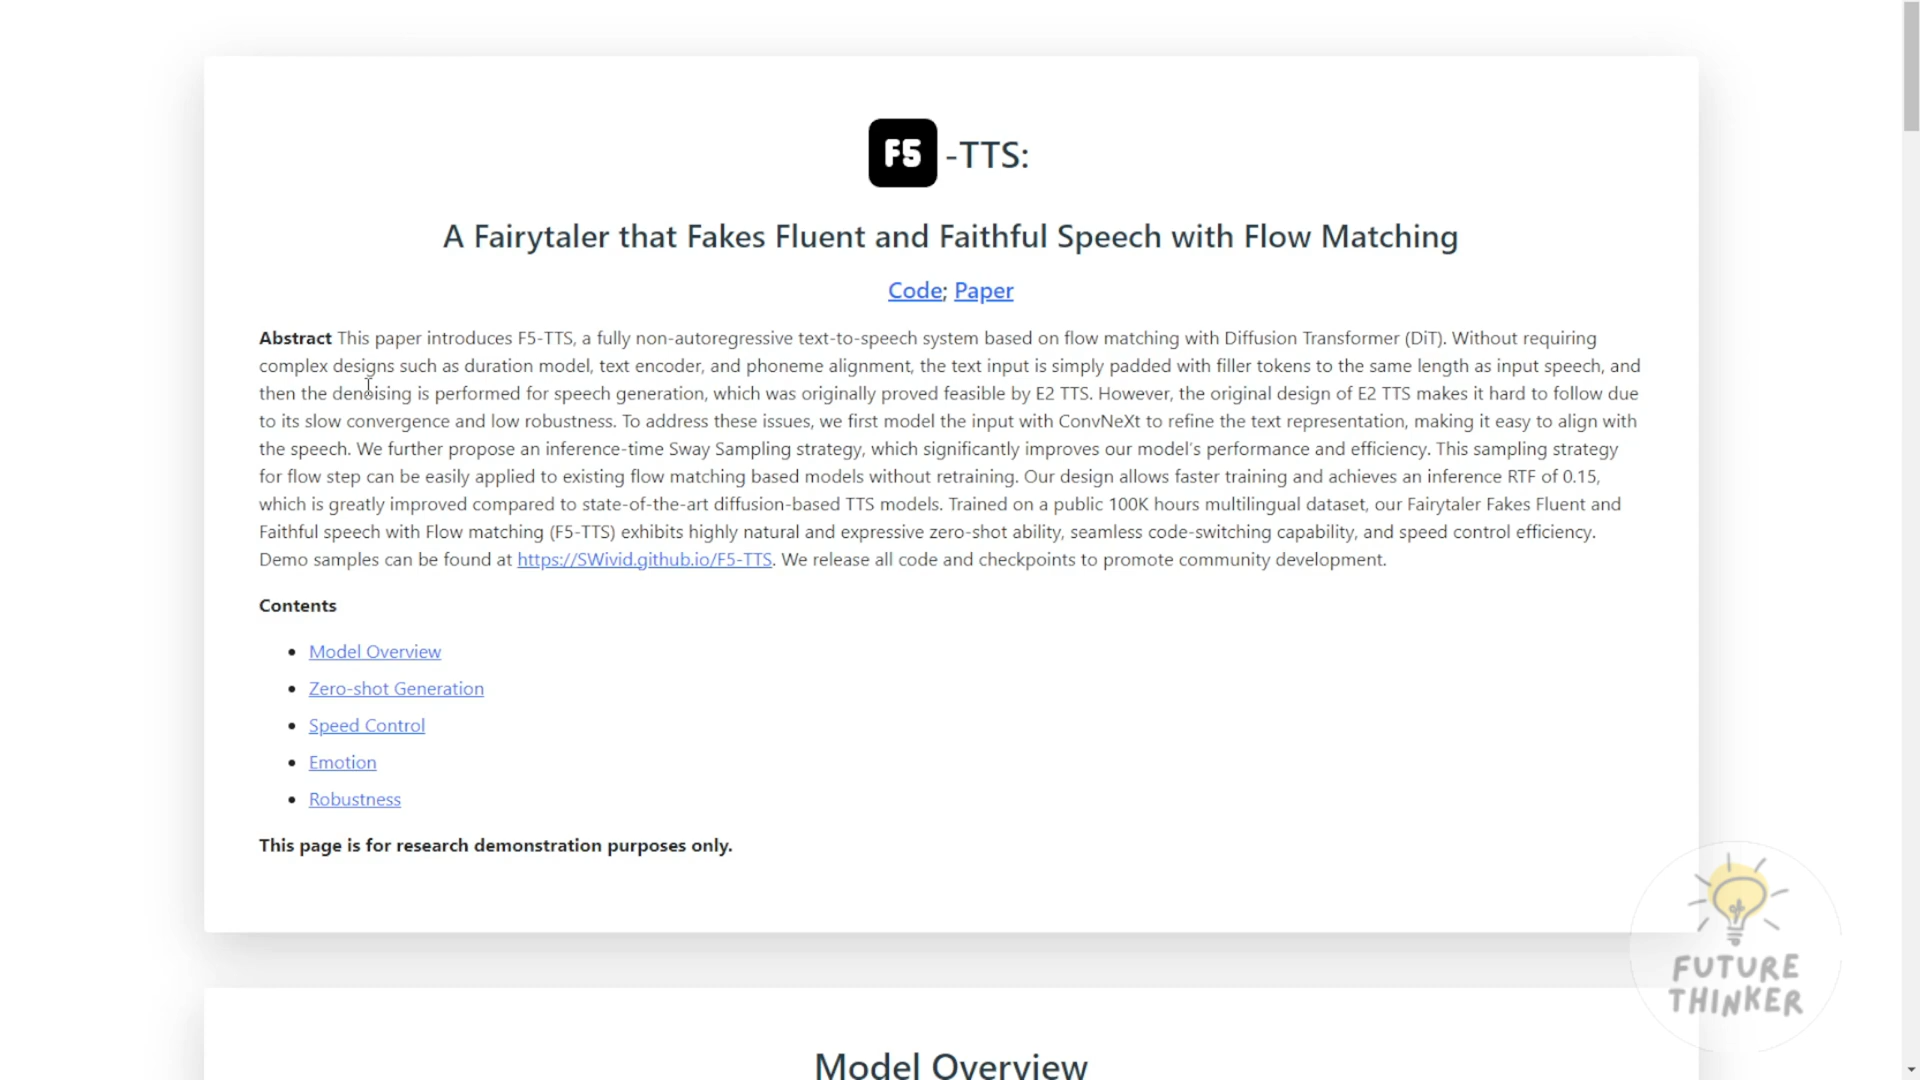 F5 -TTS:
A Fairytaler that Fakes Fluent and Faithful Speech with Flow Matching
Code; Paper
Abstract This paper introduces F5-TTS, a fully non-autoregressive text-to-speech system based on flow matching with Diffusion Transformer (DiT). Without requiring
complex designs such as duration model, text encoder, and phoneme alignment, the text input is simply padded with filler tokens to the same length as input speech, and
then the denoising is performed for speech generation, which was originally proved feasible by E2 TTS. However, the original design of E2 TTS makes it hard to follow due
to its slow convergence and low robustness. To address these issues, we first model the input with ConvNeXt to refine the text representation, making it easy to align with
the speech. We further propose an inference-time Sway Sampling strategy, which significantly improves our model’s performance and efficiency. This sampling strategy
for flow step can be easily applied to existing flow matching based models without retraining. Our design allows faster training and achieves an inference RTF of 0.15,
which is greatly improved compared to state-of-the-art diffusion-based TTS models. Trained on a public 100K hours multilingual dataset, our Fairytaler Fakes Fluent and
Faithful speech with Flow matching (F5-TTS) exhibits highly natural and expressive zero-shot ability, seamless code-switching capability, and speed control efficiency.
Demo samples can be found at https://SWivid.github.io/F5-TTS. We release all code and checkpoints to promote community development.
Contents
Model Overview
Zero-shot Generation
Speed Control
Emotion
Robustness
This page is for research demonstration purposes only.
FUTURE
THINKER
Model Overview